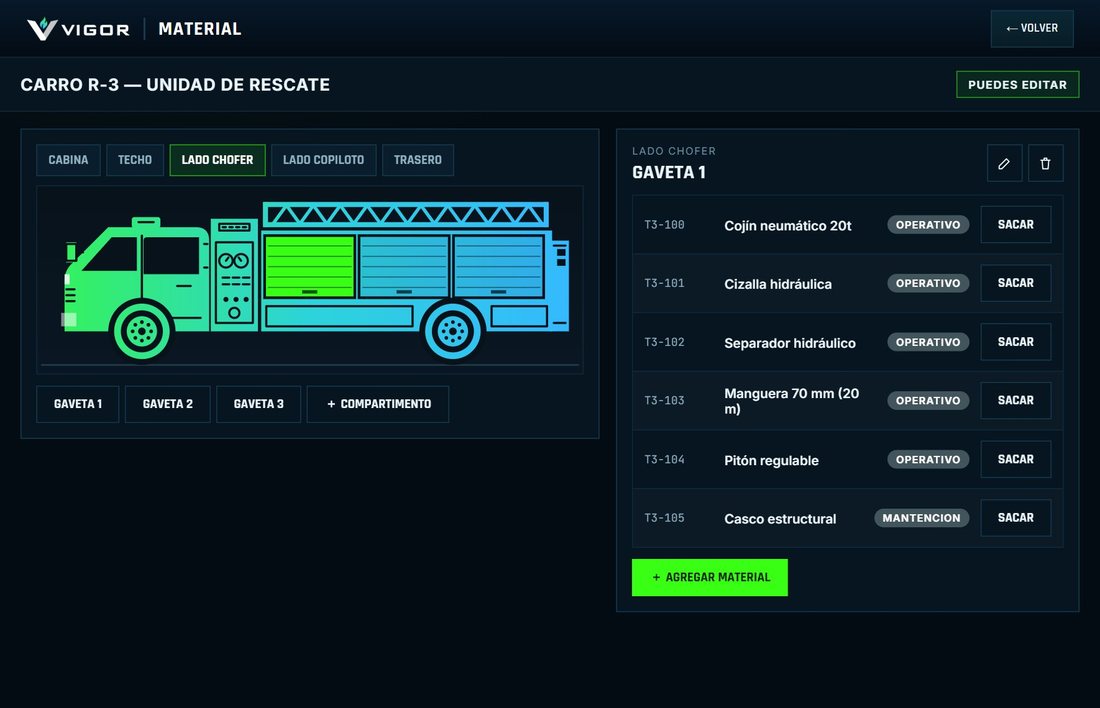 VIGOR
MATERIAL
← VOLVER
CARRO R-3 — UNIDAD DE RESCATE
PUEDES EDITAR
CABINA
TECHO
LADO CHOFER
LADO COPILOTO
TRASERO
GAVETA 1
GAVETA 2
GAVETA 3
+ COMPARTIMENTO
LADO CHOFER
GAVETA 1
T3-100 Cojín neumático 20t OPERATIVO SACAR
T3-101 Cizalla hidráulica OPERATIVO SACAR
T3-102 Separador hidráulico OPERATIVO SACAR
T3-103 Manguera 70 mm (20
m) OPERATIVO SACAR
T3-104 Pitón regulable OPERATIVO SACAR
T3-105 Casco estructural MANTENCION SACAR
+ AGREGAR MATERIAL